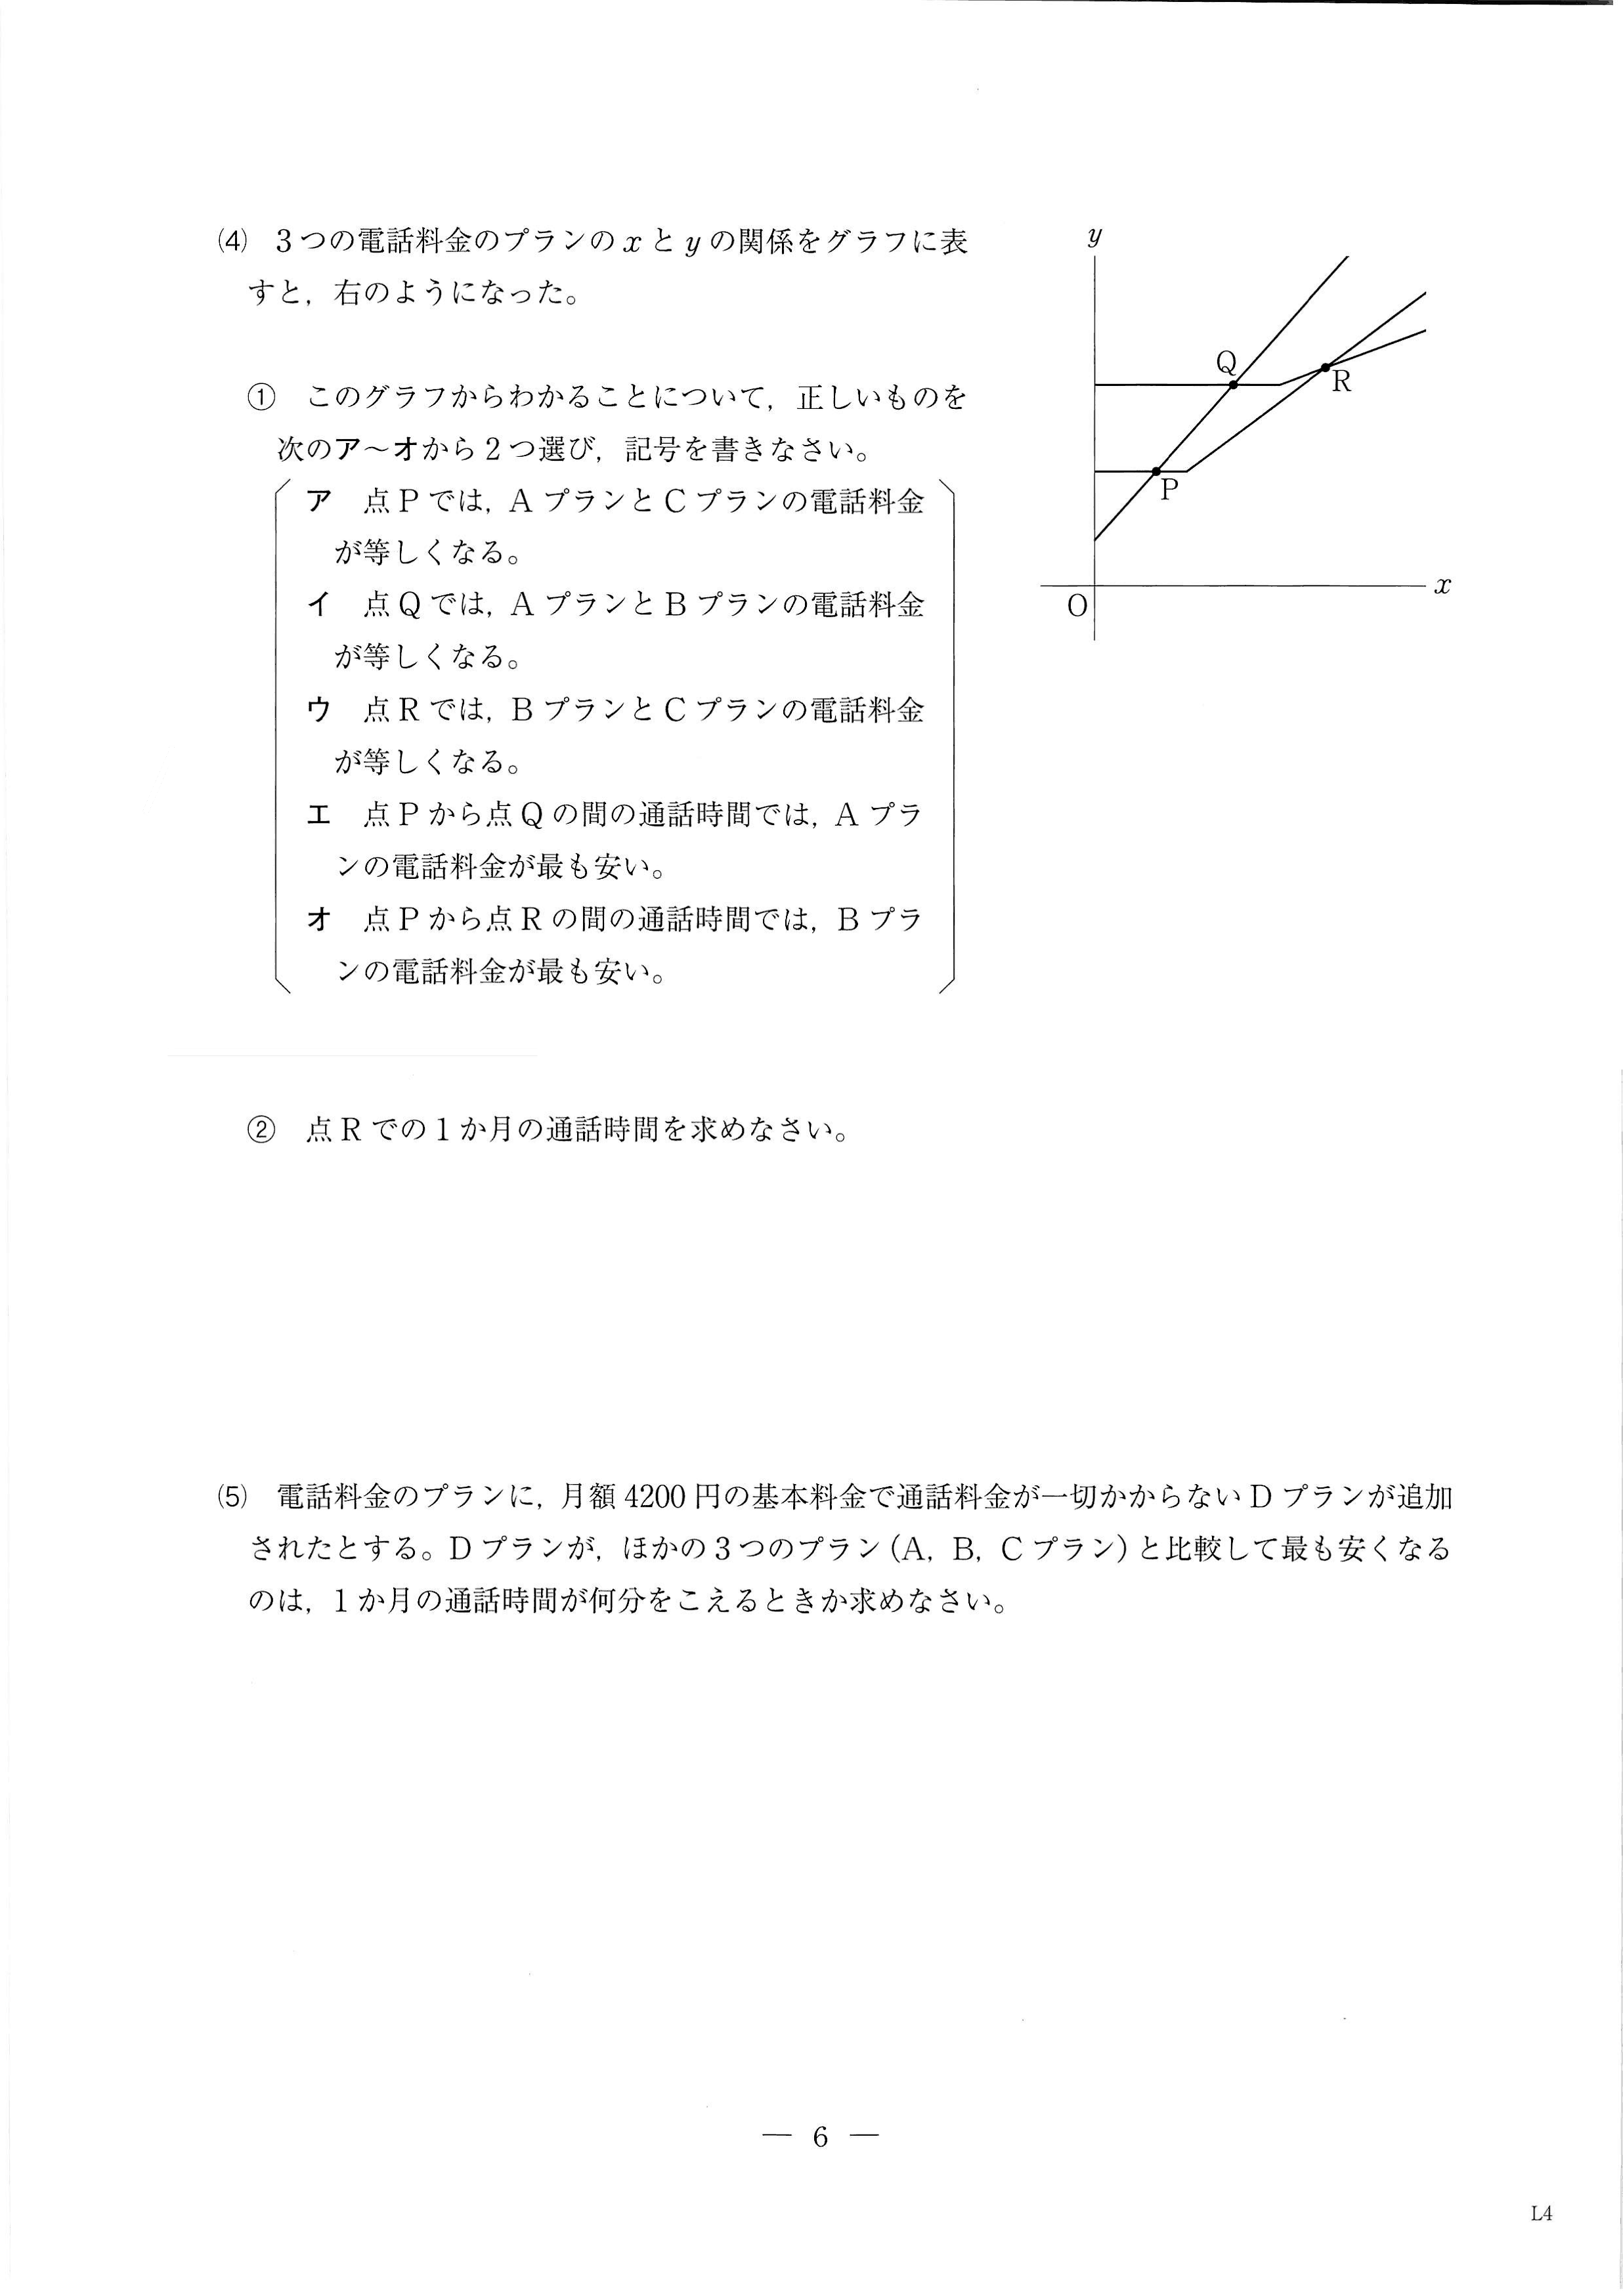 (4) 3つの電話料金のプランのxとyの関係をグラフに表
すと，右のようになった。
① このグラフからわかることについて，正しいものを
次のア～オから2つ選び，記号を書きなさい。
ア 点Pでは，AプランとCプランの電話料金
が等しくなる。
イ 点Qでは，AプランとBプランの電話料金
が等しくなる。
ウ 点Rでは，BプランとCプランの電話料金
が等しくなる。
エ 点Pから点Qの間の通話時間では，Aプラ
ンの電話料金が最も安い。
オ 点Pから点Rの間の通話時間では，Bプラ
ンの電話料金が最も安い。
y
Q
R
P
O
x
② 点Rでの1か月の通話時間を求めなさい。
(5) 電話料金のプランに，月額4200円の基本料金で通話料金が一切かからないDプランが追加
されたとする。Dプランが，ほかの3つのプラン(A，B，Cプラン)と比較して最も安くなる
のは，1か月の通話時間が何分をこえるときか求めなさい。
— 6 —
L4